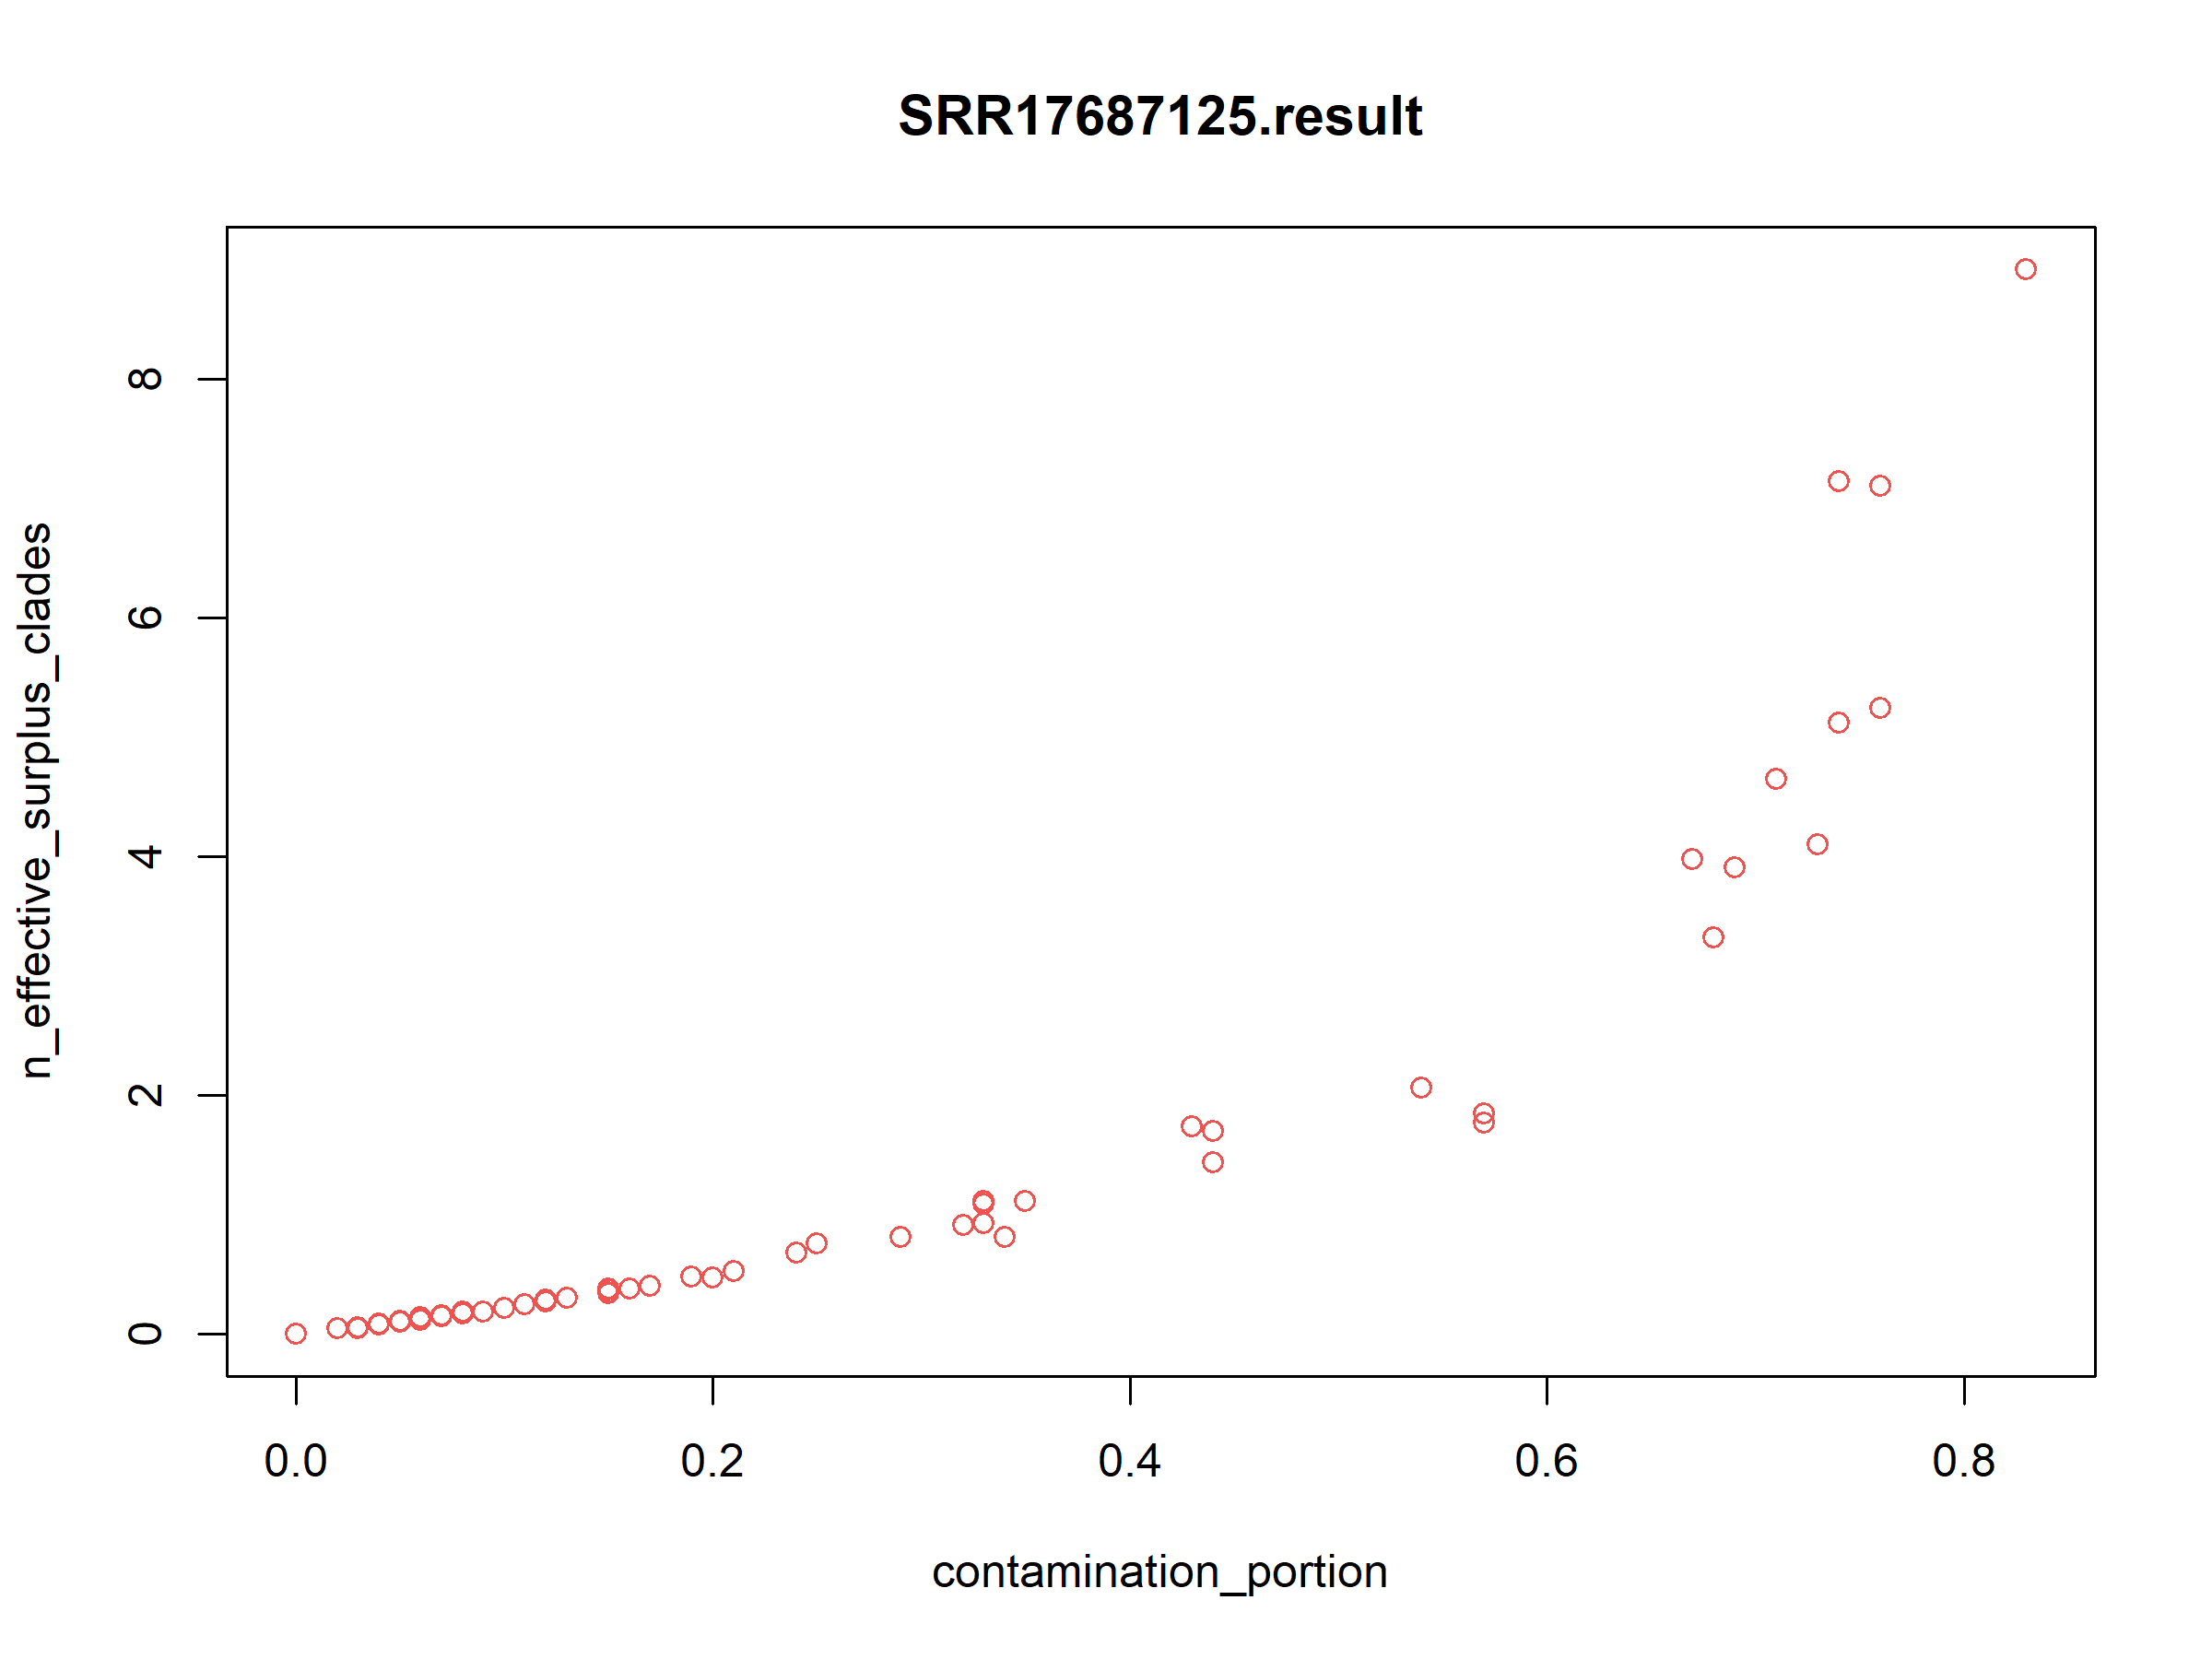 SRR17687125.result
n_effective_surplus_clades
8
6
4
2
0
0.0 0.2 0.4 0.6 0.8
contamination_portion